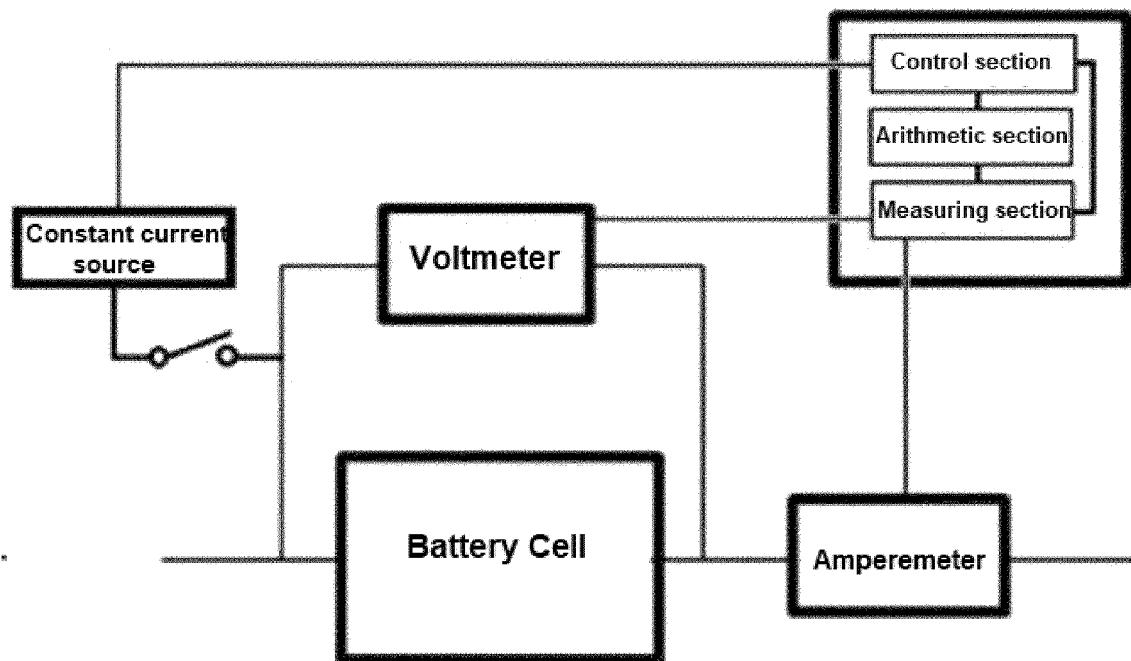 Control section
Arithmetic section
Measuring section
Constant current
source
Voltmeter
Battery Cell
Amperemeter